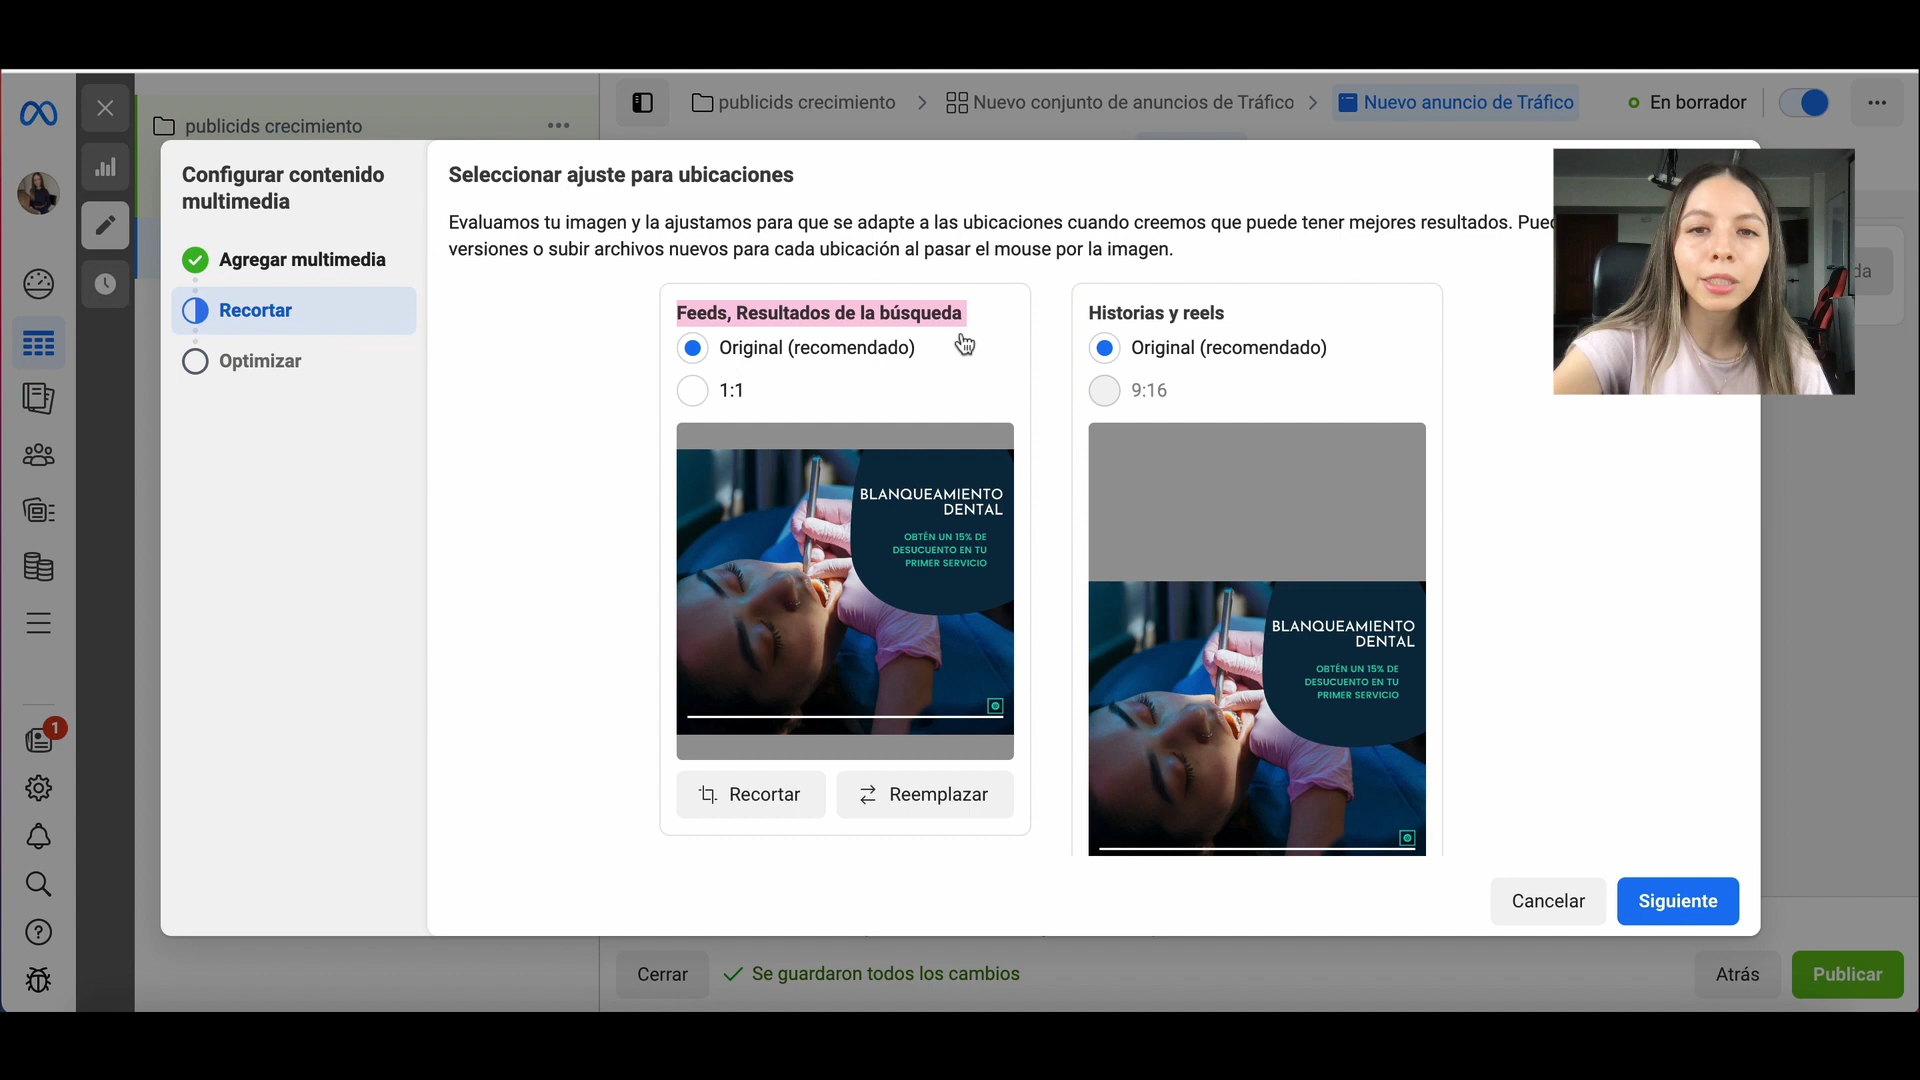 publicids crecimiento
publicids crecimiento
Nuevo conjunto de anuncios de Tráfico
Nuevo anuncio de Tráfico
En borrador
Configurar contenido
multimedia
Agregar multimedia
Recortar
Optimizar
Seleccionar ajuste para ubicaciones
Evaluamos tu imagen y la ajustamos para que se adapte a las ubicaciones cuando creemos que puede tener mejores resultados. Pued
versiones o subir archivos nuevos para cada ubicación al pasar el mouse por la imagen.
da
Feeds, Resultados de la búsqueda
Original (recomendado)
1:1
BLANQUEAMIENTO
DENTAL
OBTÉN UN 15% DE
DESUCUENTO EN TU
PRIMER SERVICIO
Recortar
Reemplazar
Historias y reels
Original (recomendado)
9:16
BLANQUEAMIENTO
DENTAL
OBTÉN UN 15% DE
DESUCUENTO EN TU
PRIMER SERVICIO
1
Cancelar
Siguiente
Cerrar
Se guardaron todos los cambios
Atrás
Publicar